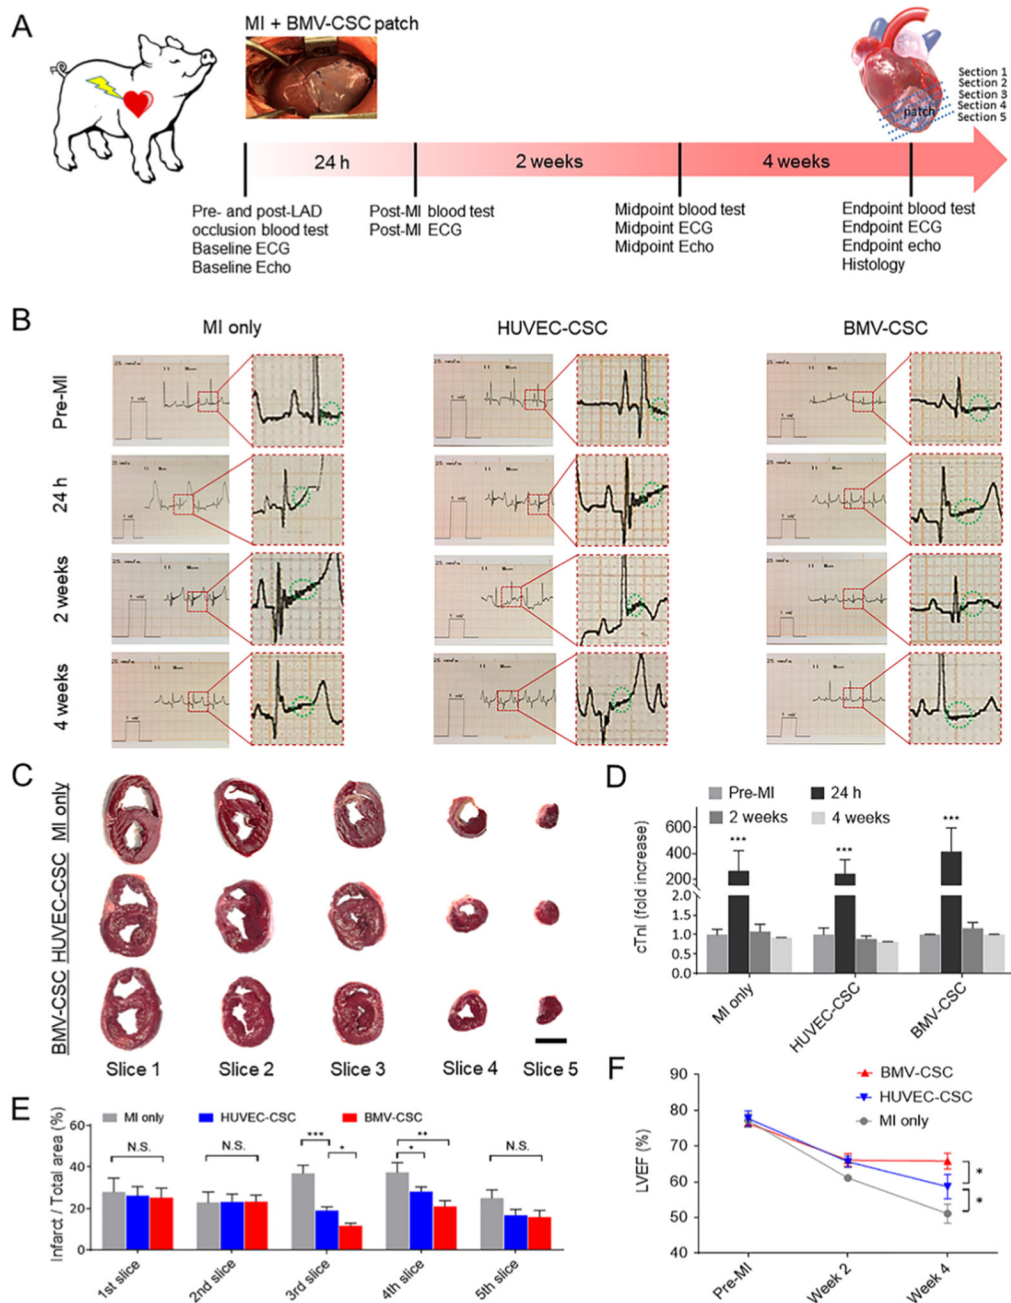 A
MI + BMV-CSC patch
Section 1
Section 2
Section 3
Section 4
Section 5
patch
24 h
2 weeks
4 weeks
Pre- and post-LAD
occlusion blood test
Baseline ECG
Baseline Echo
Post-MI blood test
Post-MI ECG
Midpoint blood test
Midpoint ECG
Midpoint Echo
Endpoint blood test
Endpoint ECG
Endpoint echo
Histology
B
MI only
HUVEC-CSC
BMV-CSC
Pre-MI
24 h
2 weeks
4 weeks
C
MI only
HUVEC-CSC
BMV-CSC
Slice 1
Slice 2
Slice 3
Slice 4
Slice 5
D
Pre-MI
24 h
2 weeks
4 weeks
cTnI (fold increase)
600
400
200
2.0
1.5
1.0
0.5
0.0
***
***
***
MI only
HUVEC-CSC
BMV-CSC
E
MI only
HUVEC-CSC
BMV-CSC
Infarct / Total area (%)
60
40
20
0
N.S.
N.S.
***
*
**
*
N.S.
1st slice
2nd slice
3rd slice
4th slice
5th slice
F
BMV-CSC
HUVEC-CSC
MI only
LVEF (%)
90
80
70
60
50
40
*
*
Pre-MI
Week 2
Week 4